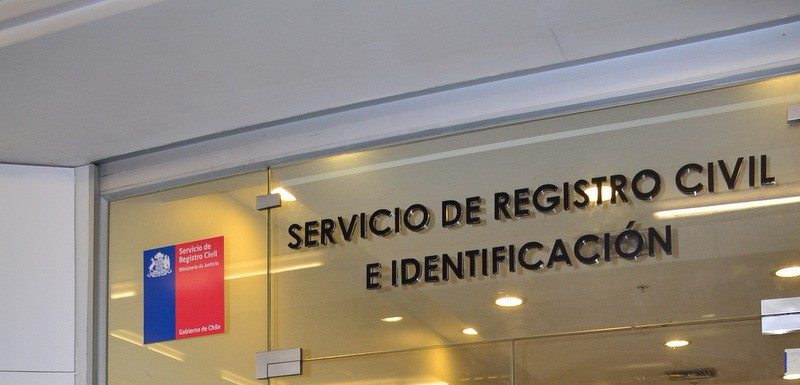 SERVICIO DE REGISTRO CIVIL
E IDENTIFICACIÓN
Servicio de
Registro Civil
Ministerio de Justicia
Gobierno de Chile